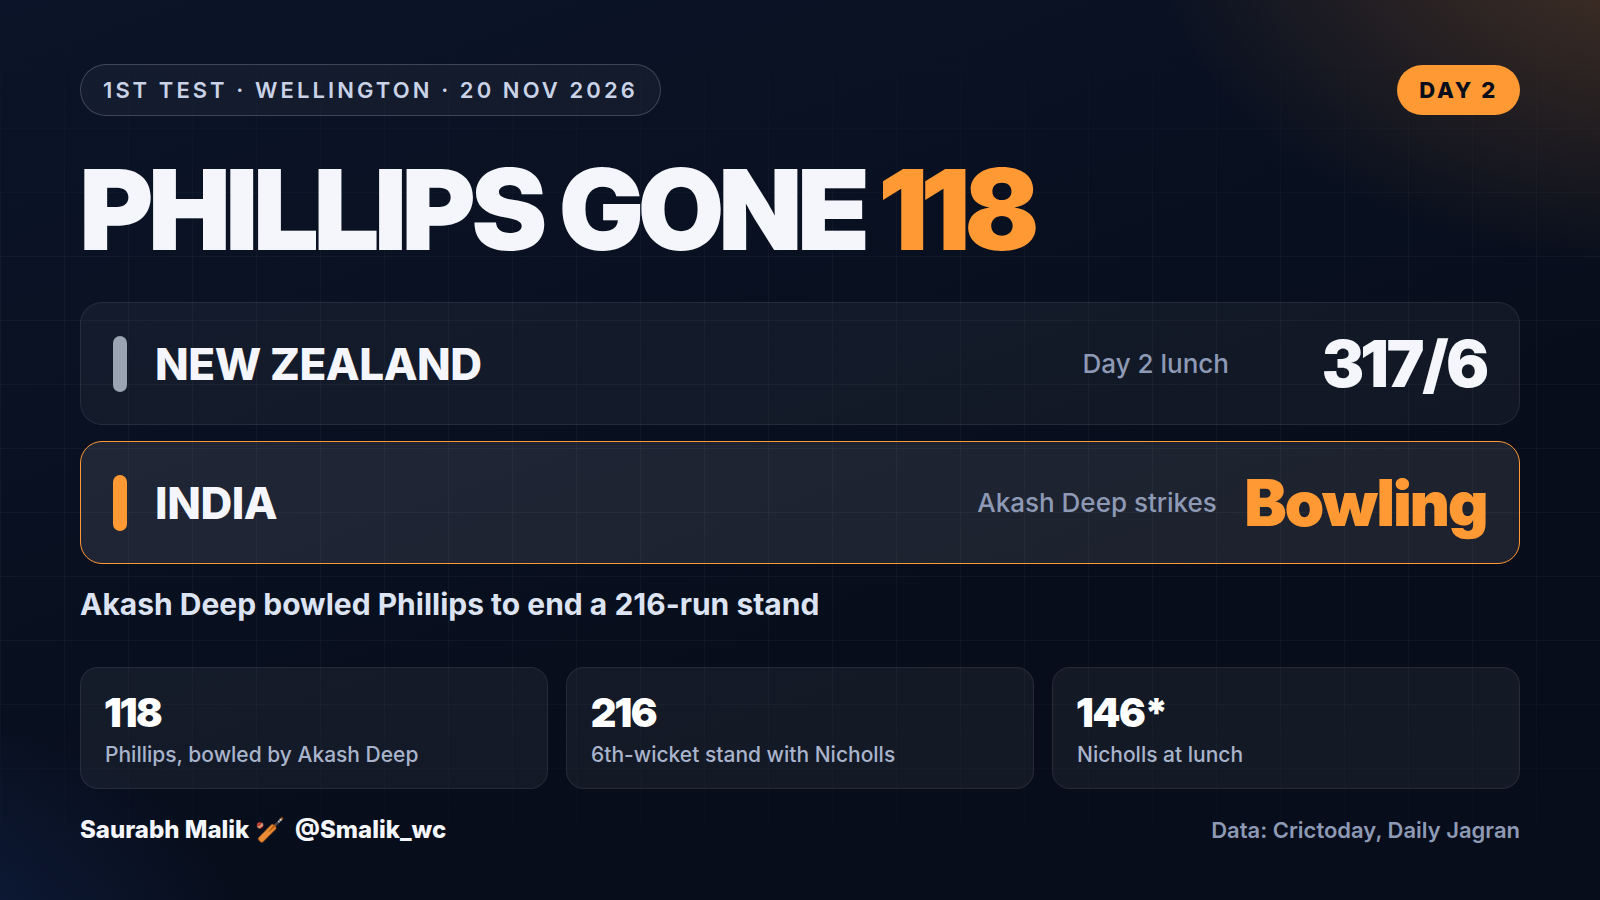 1ST TEST · WELLINGTON · 20 NOV 2026
DAY 2
PHILLIPS GONE 118
NEW ZEALAND
Day 2 lunch
317/6
INDIA
Akash Deep strikes
Bowling
Akash Deep bowled Phillips to end a 216-run stand
118
Phillips, bowled by Akash Deep
216
6th-wicket stand with Nicholls
146*
Nicholls at lunch
Saurabh Malik 🏏 @Smalik_wc
Data: Crictoday, Daily Jagran